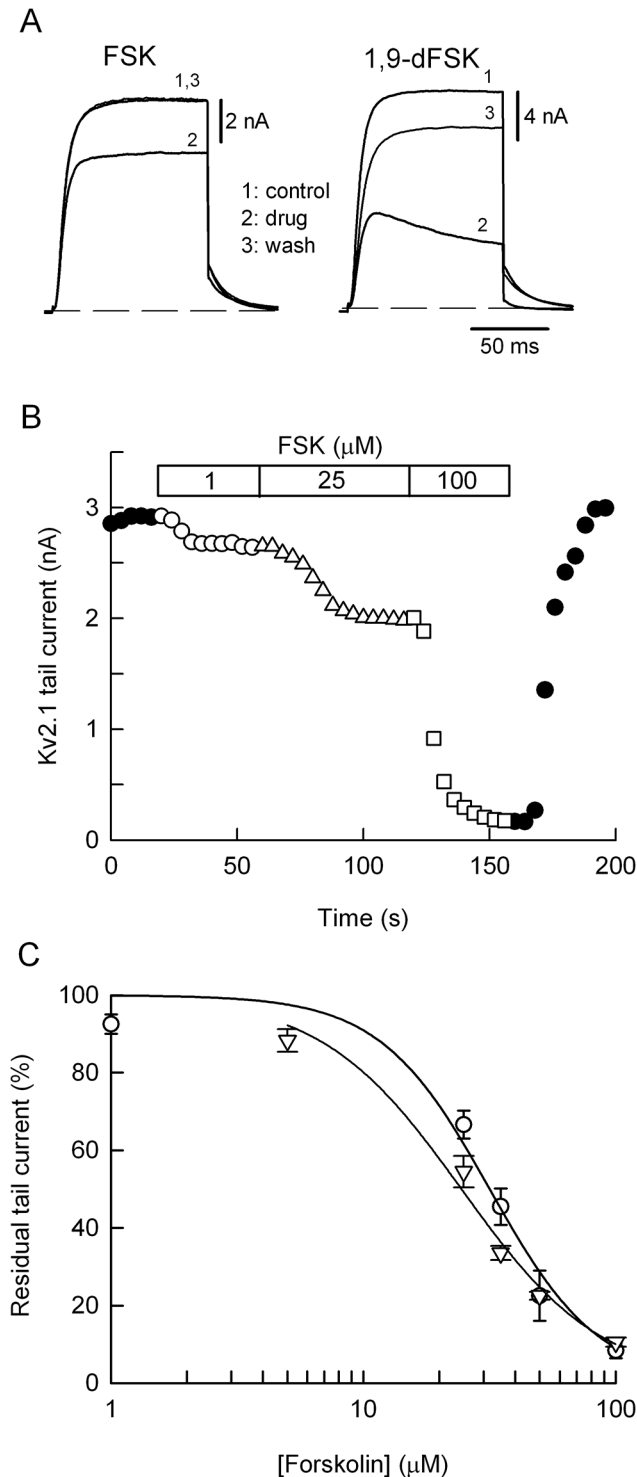 A
FSK
1,9-dFSK
1,3
2
2 nA
1
3
2
4 nA
1: control
2: drug
3: wash
50 ms
B
FSK (μM)
1 25 100
3
2
1
0
Kv2.1 tail current (nA)
0 50 100 150 200
Time (s)
C
100
80
60
40
20
0
Residual tail current (%)
1 10 100
[Forskolin] (μM)